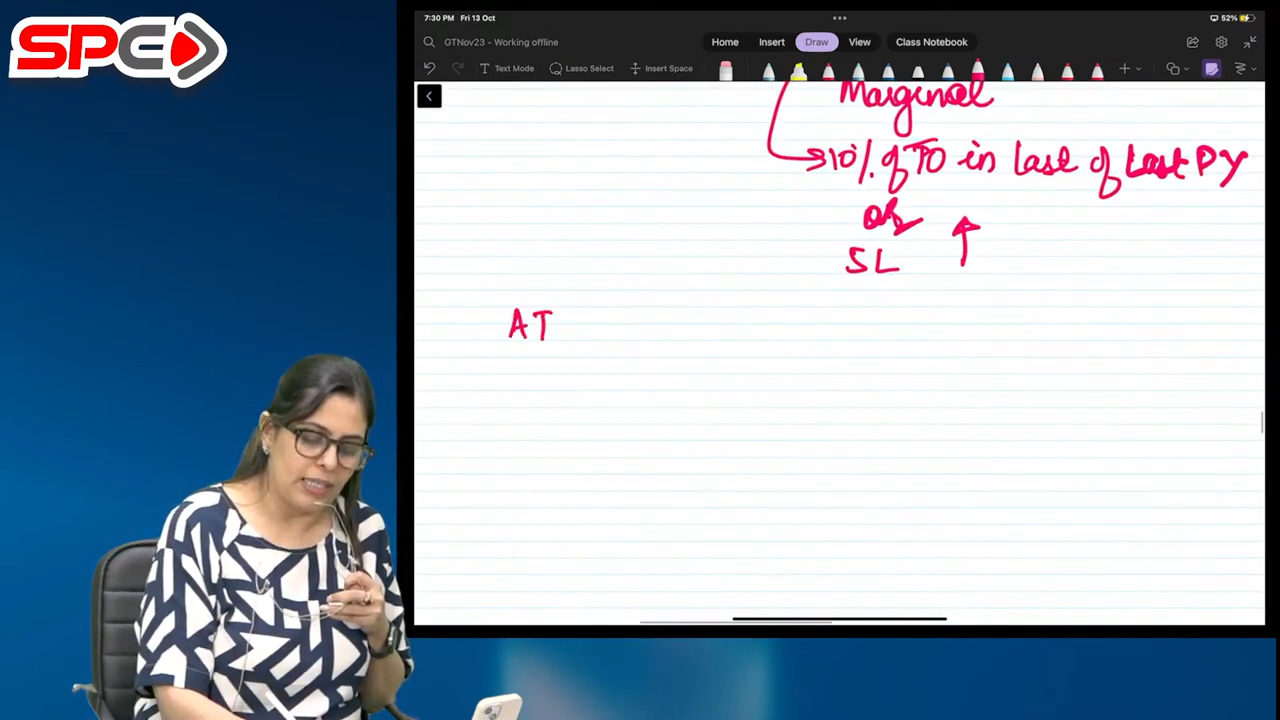 SPC
7:30 PM Fri 13 Oct
52%
GTNov23 - Working offline
Home Insert Draw View Class Notebook
Text Mode Lasso Select Insert Space
Marginal
10% of TO in last of Last PY
OR
SL
AT